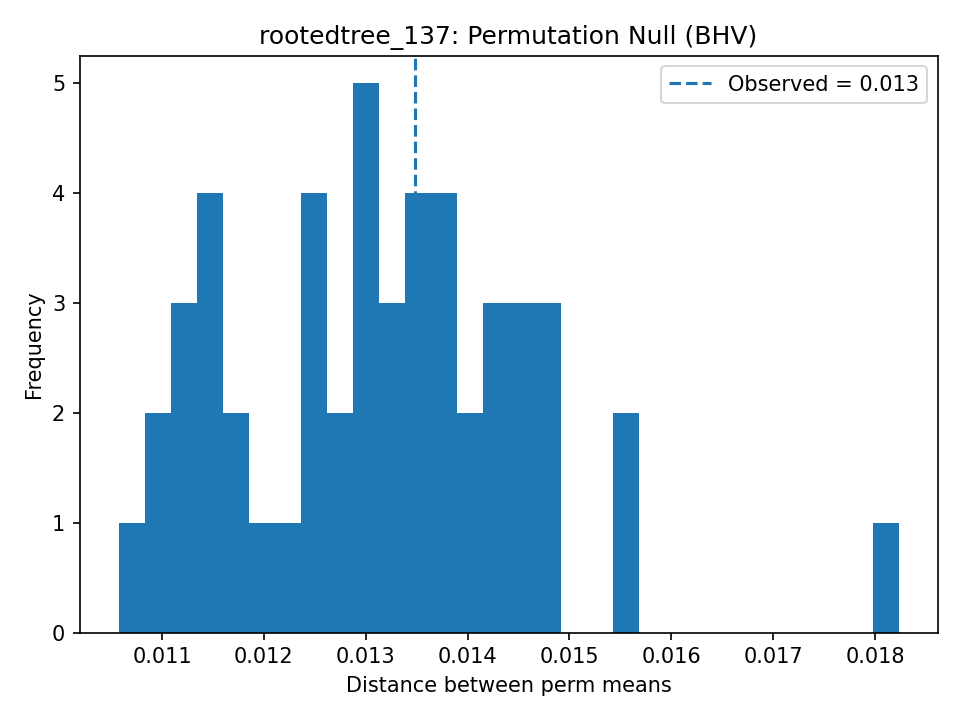 rootedtree_137: Permutation Null (BHV)
Observed = 0.013
Frequency
5
4
3
2
1
0
0.011 0.012 0.013 0.014 0.015 0.016 0.017 0.018
Distance between perm means